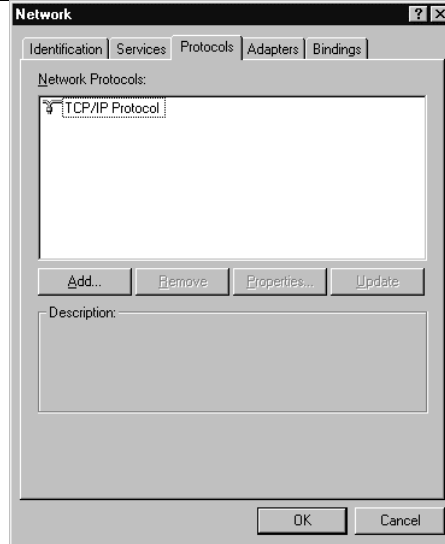 Network
Identification Services Protocols Adapters Bindings
Network Protocols:
TCP/IP Protocol
Add... Remove Properties... Update
Description:
OK Cancel